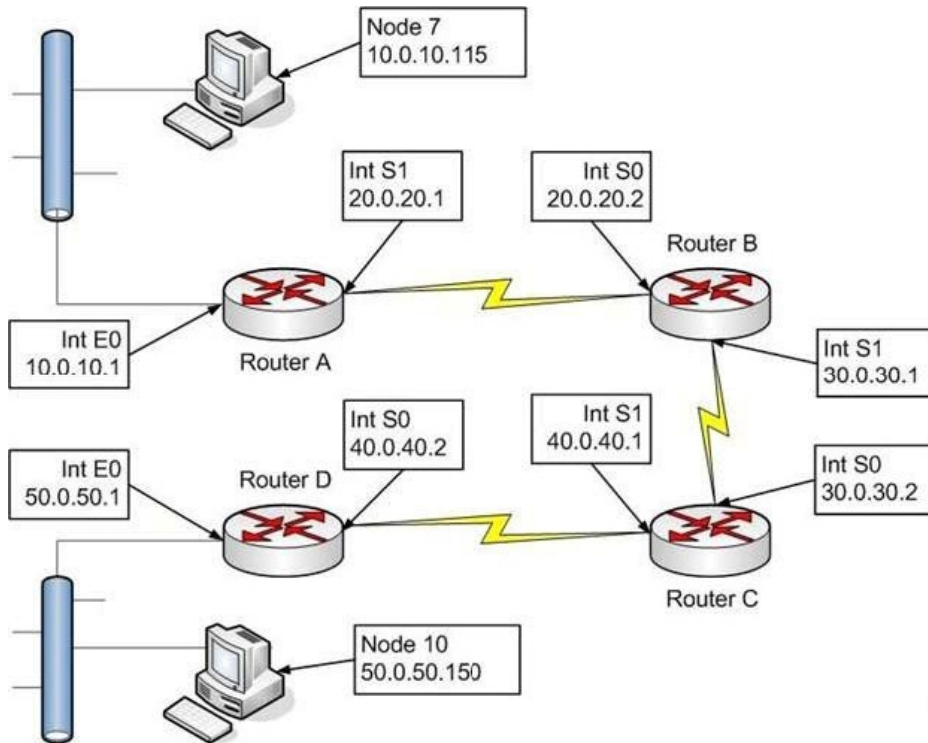 Node 7
10.0.10.115
Int S1
20.0.20.1
Int S0
20.0.20.2
Router B
Int E0
10.0.10.1
Router A
Int S1
30.0.30.1
Int S0
40.0.40.2
Int S1
40.0.40.1
Int E0
50.0.50.1
Router D
Int S0
30.0.30.2
Router C
Node 10
50.0.50.150